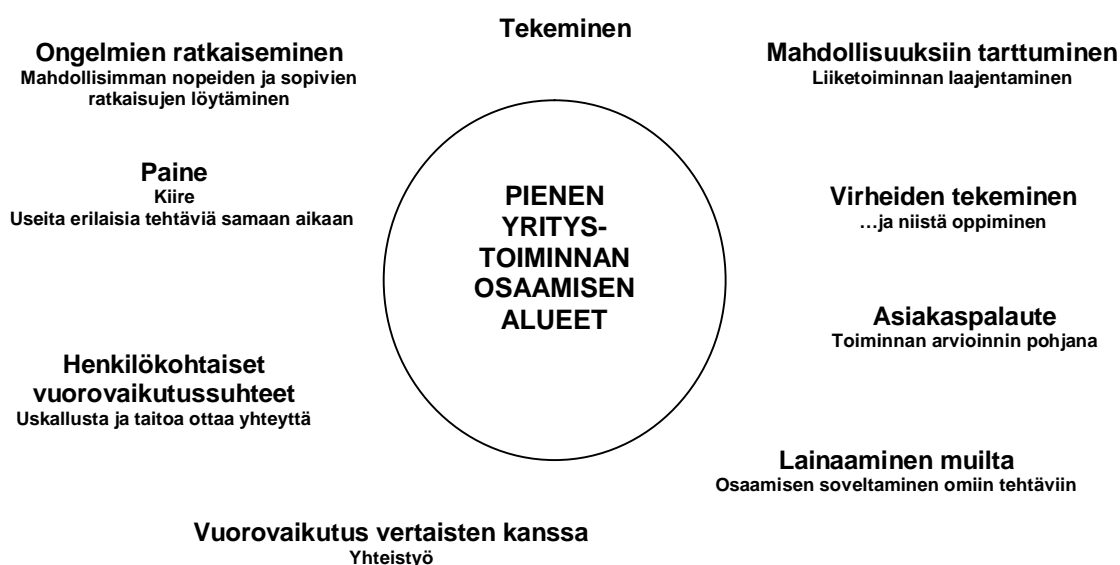 Tekeminen
Ongelmien ratkaiseminen
Mahdollisimman nopeiden ja sopivien
ratkaisujen löytäminen
Mahdollisuuksiin tarttuminen
Liiketoiminnan laajentaminen
Paine
Kiire
Useita erilaisia tehtäviä samaan aikaan
PIENEN
YRITYS-
TOIMINNAN
OSAAMISEN
ALUEET
Virheiden tekeminen
…ja niistä oppiminen
Asiakaspalaute
Toiminnan arvioinnin pohjana
Henkilökohtaiset
vuorovaikutussuhteet
Uskallusta ja taitoa ottaa yhteyttä
Lainaaminen muilta
Osaamisen soveltaminen omiin tehtäviin
Vuorovaikutus vertaisten kanssa
Yhteistyö